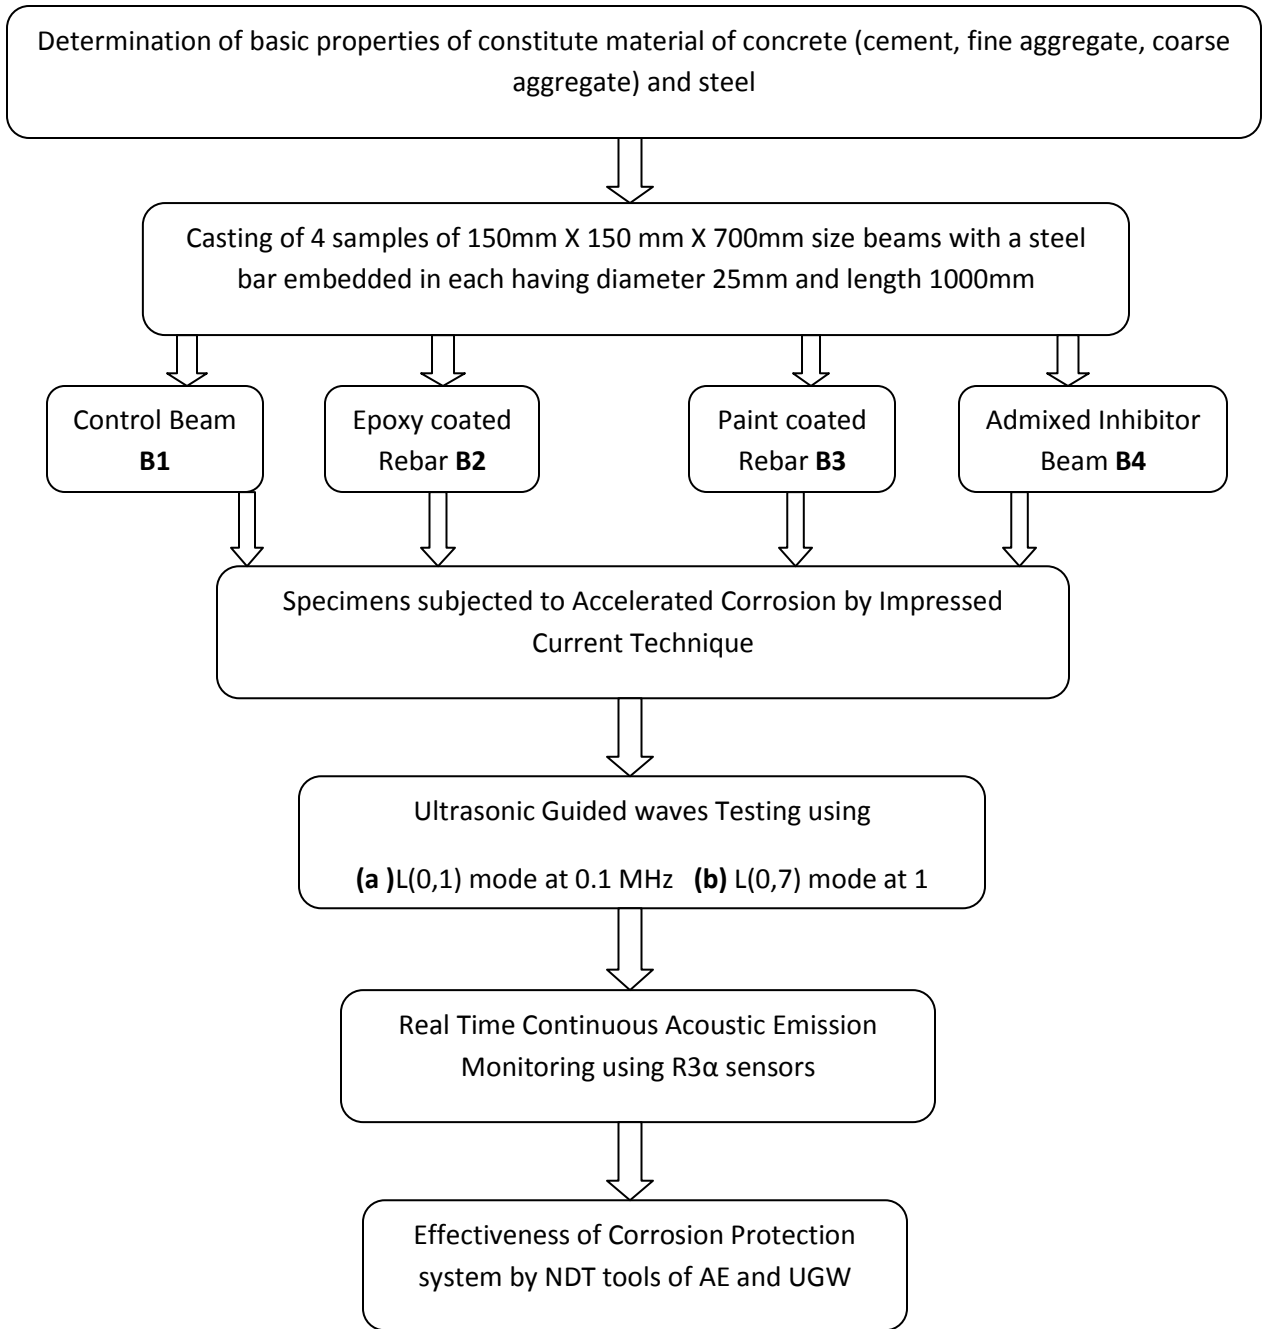 Determination of basic properties of constitute material of concrete (cement, fine aggregate, coarse
aggregate) and steel
Casting of 4 samples of 150mm X 150 mm X 700mm size beams with a steel
bar embedded in each having diameter 25mm and length 1000mm
Control Beam
B1
Epoxy coated
Rebar B2
Paint coated
Rebar B3
Admixed Inhibitor
Beam B4
Specimens subjected to Accelerated Corrosion by Impressed
Current Technique
Ultrasonic Guided waves Testing using
(a )L(0,1) mode at 0.1 MHz (b) L(0,7) mode at 1
Real Time Continuous Acoustic Emission
Monitoring using R3α sensors
Effectiveness of Corrosion Protection
system by NDT tools of AE and UGW